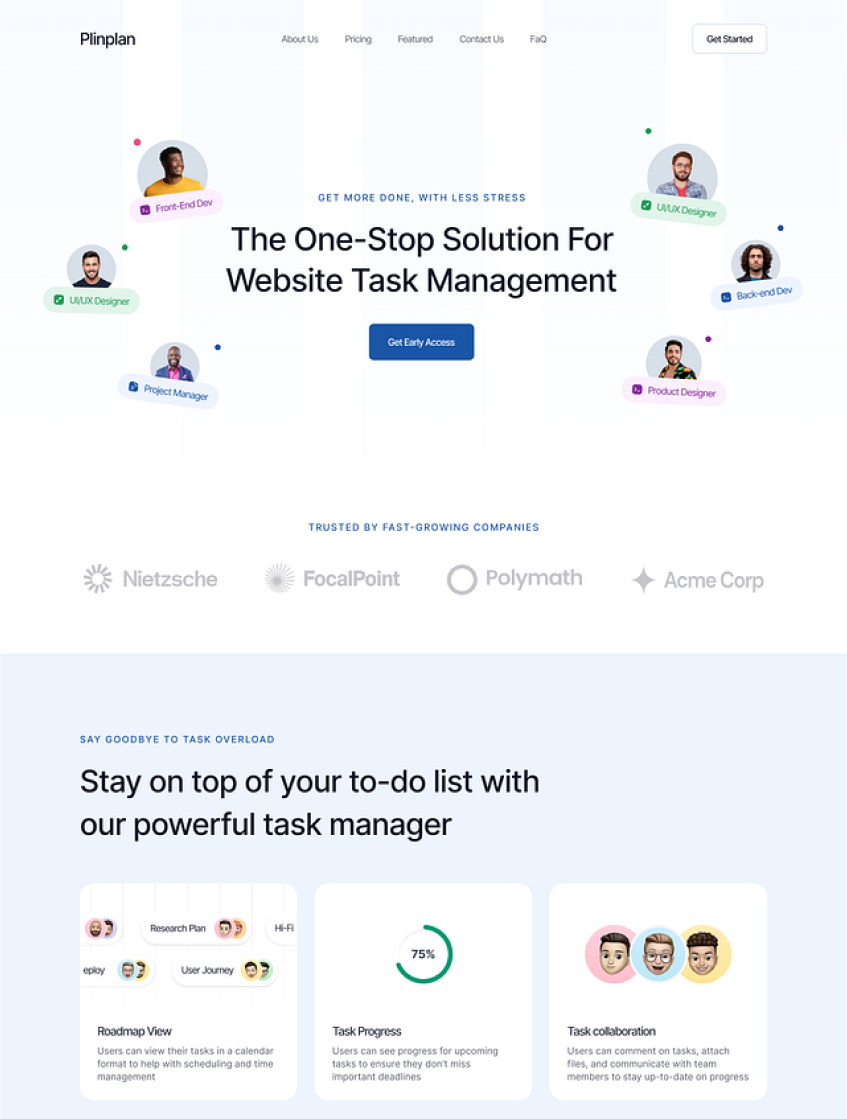 Plinplan
About Us
Pricing
Featured
Contact Us
FaQ
Get Started
Front-End Dev
UI/UX Designer
GET MORE DONE, WITH LESS STRESS
The One-Stop Solution For
Website Task Management
UI/UX Designer
Back-end Dev
Get Early Access
Project Manager
Product Designer
TRUSTED BY FAST-GROWING COMPANIES
Nietzsche
FocalPoint
Polymath
Acme Corp
SAY GOODBYE TO TASK OVERLOAD
Stay on top of your to-do list with
our powerful task manager
Research Plan
Hi-Fi
eploy
User Journey
Roadmap View
Users can view their tasks in a calendar
format to help with scheduling and time
management
75%
Task Progress
Users can see progress for upcoming
tasks to ensure they don't miss
important deadlines
Task collaboration
Users can comment on tasks, attach
files, and communicate with team
members to stay up-to-date on progress